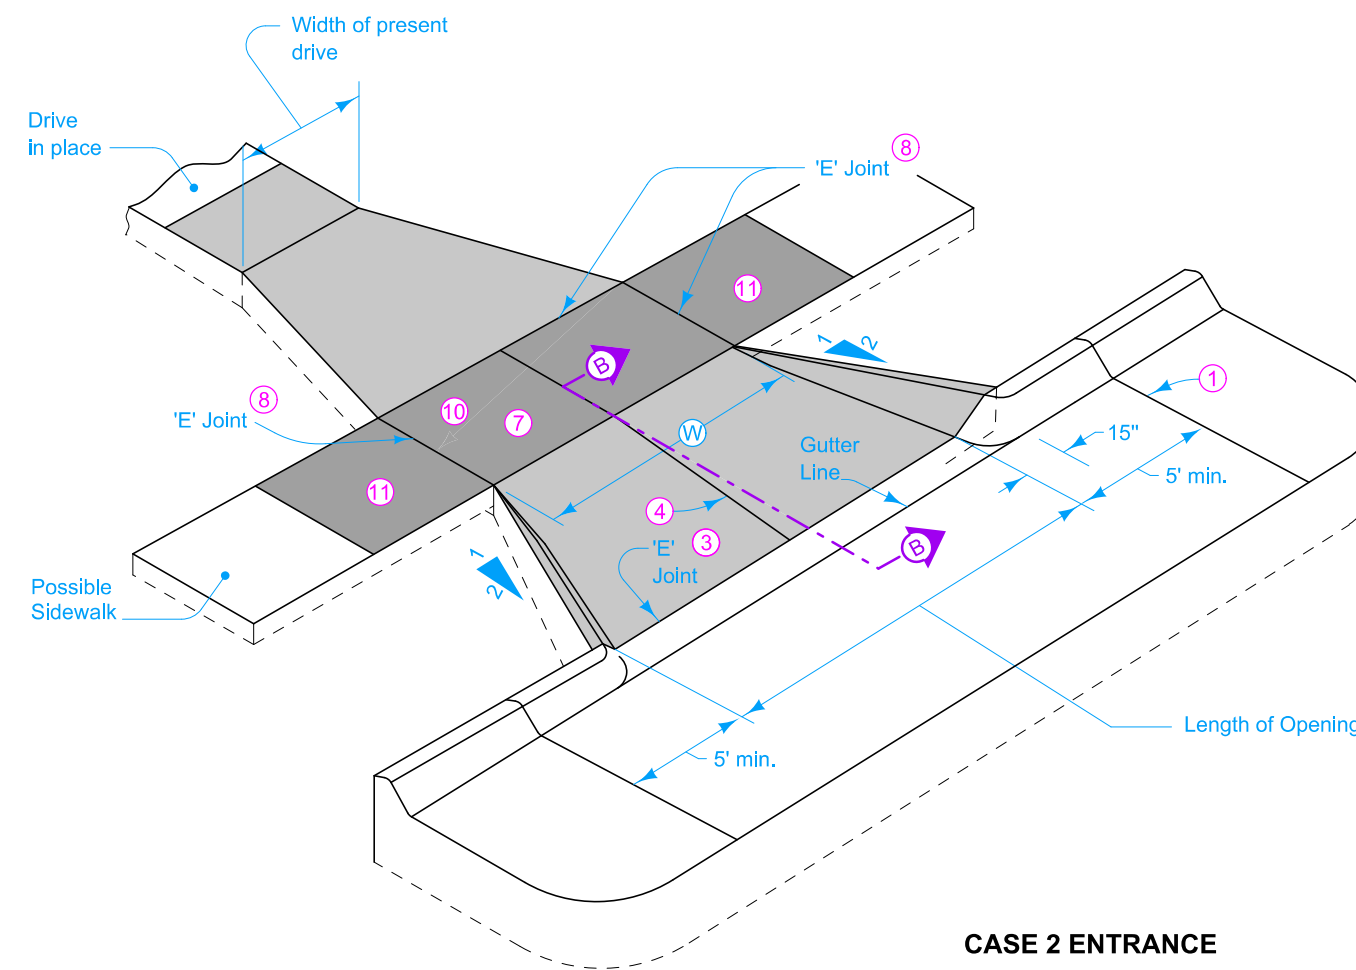 Width of present
drive
Drive
in place
8
'E' Joint
11
1
2
B
1
8
'E' Joint
10
7
W
15"
Gutter
Line
5' min.
11
4
3
'E'
Joint
B
1
2
Possible
Sidewalk
Length of Opening
5' min.
CASE 2 ENTRANCE